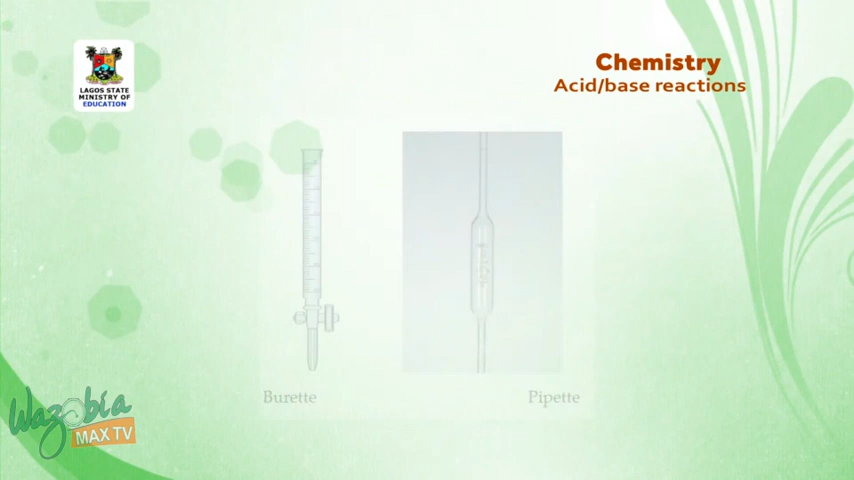 LAGOS STATE
MINISTRY OF
EDUCATION
Chemistry
Acid/base reactions
Burette
Pipette
Wazobia
MAX TV